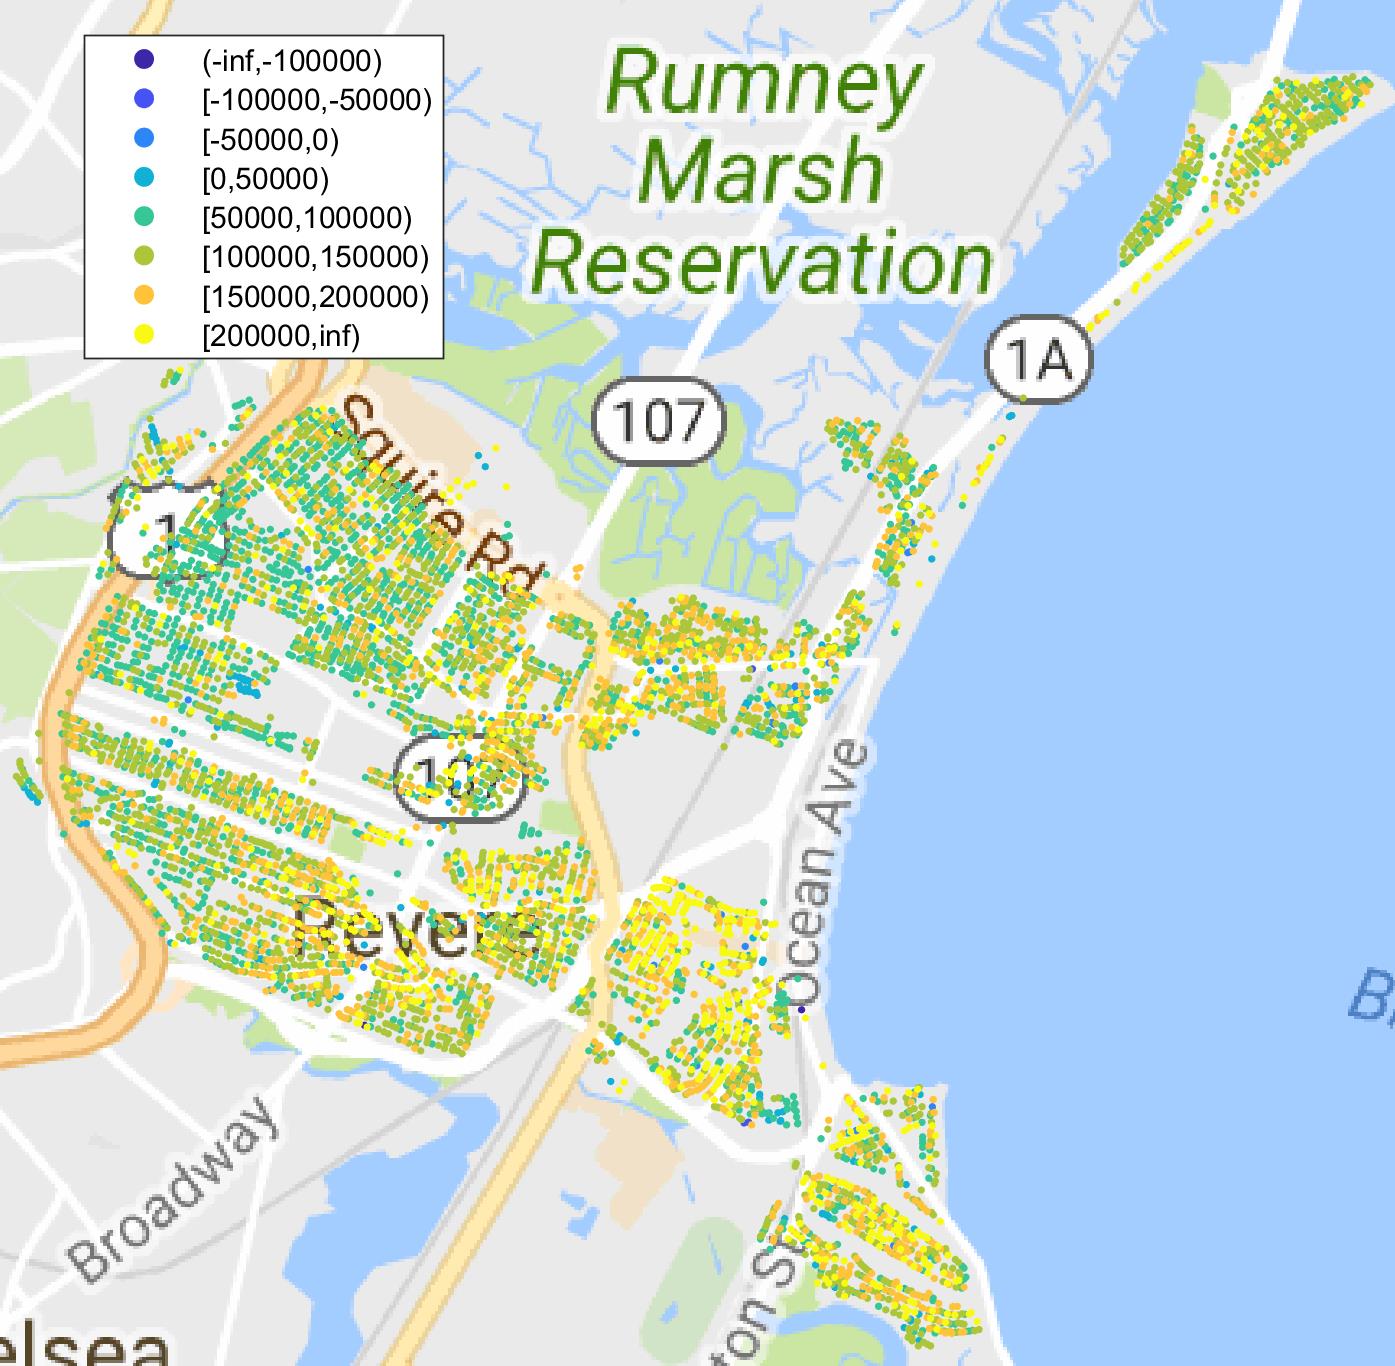 (-inf,-100000)
[-100000,-50000)
[-50000,0)
[0,50000)
[50000,100000)
[100000,150000)
[150000,200000)
[200000,inf)
Rumney
Marsh
Reservation
1A
107
Squire Rd
1
107
Ocean Ave
Revere
B
Broadway
ton St
elsea